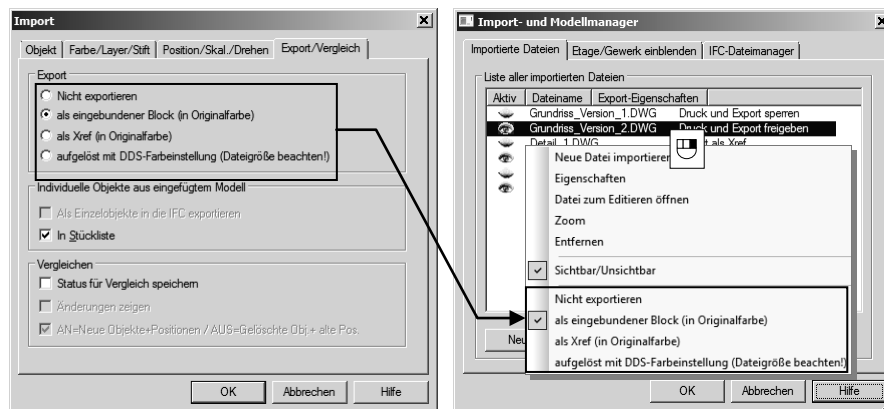 Import
Objekt Farbe/Layer/Stift Position/Skal./Drehen Export/Vergleich
Export
Nicht exportieren
als eingebundener Block (in Originalfarbe)
als Xref (in Originalfarbe)
aufgelöst mit DDS-Farbeinstellung (Dateigröße beachten!)
Individuelle Objekte aus eingefügtem Modell
Als Einzelobjekte in die IFC exportieren
In Stückliste
Vergleichen
Status für Vergleich speichern
Änderungen zeigen
AN=Neue Objekte+Positionen / AUS=Gelöschte Obj.+ alte Pos.
OK Abbrechen Hilfe
Import- und Modellmanager
Importierte Dateien Etage/Gewerk einblenden IFC-Dateimanager
Liste aller importierten Dateien
Aktiv Dateiname Export-Eigenschaften
Grundriss_Version_1.DWG Druck und Export sperren
Grundriss_Version_2.DWG Druck und Export freigeben
Detail_1.DWG als Xref
Neue Datei importieren
Eigenschaften
Datei zum Editieren öffnen
Zoom
Entfernen
Sichtbar/Unsichtbar
Nicht exportieren
als eingebundener Block (in Originalfarbe)
als Xref (in Originalfarbe)
aufgelöst mit DDS-Farbeinstellung (Dateigröße beachten!)
Neu
OK Abbrechen Hilfe